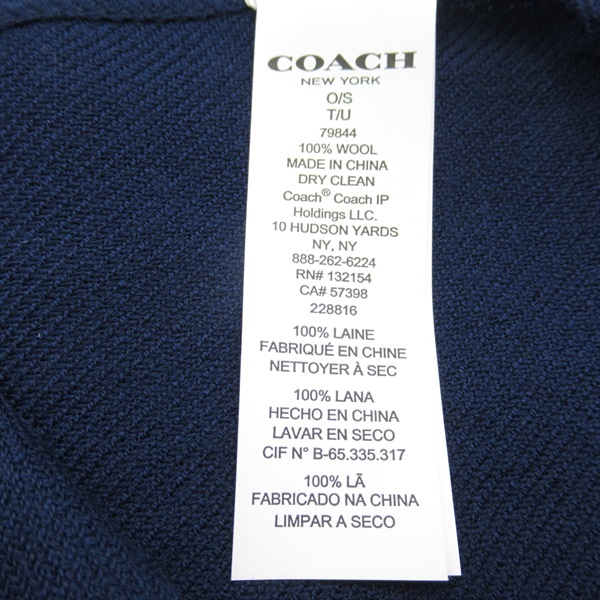 COACH
NEW YORK
O/S
T/U
79844
100% WOOL
MADE IN CHINA
DRY CLEAN
Coach® Coach IP
Holdings LLC.
10 HUDSON YARDS
NY, NY
888-262-6224
RN# 132154
CA# 57398
228816
100% LAINE
FABRIQUÉ EN CHINE
NETTOYER À SEC
100% LANA
HECHO EN CHINA
LAVAR EN SECO
CIF N° B-65.335.317
100% LÃ
FABRICADO NA CHINA
LIMPAR A SECO